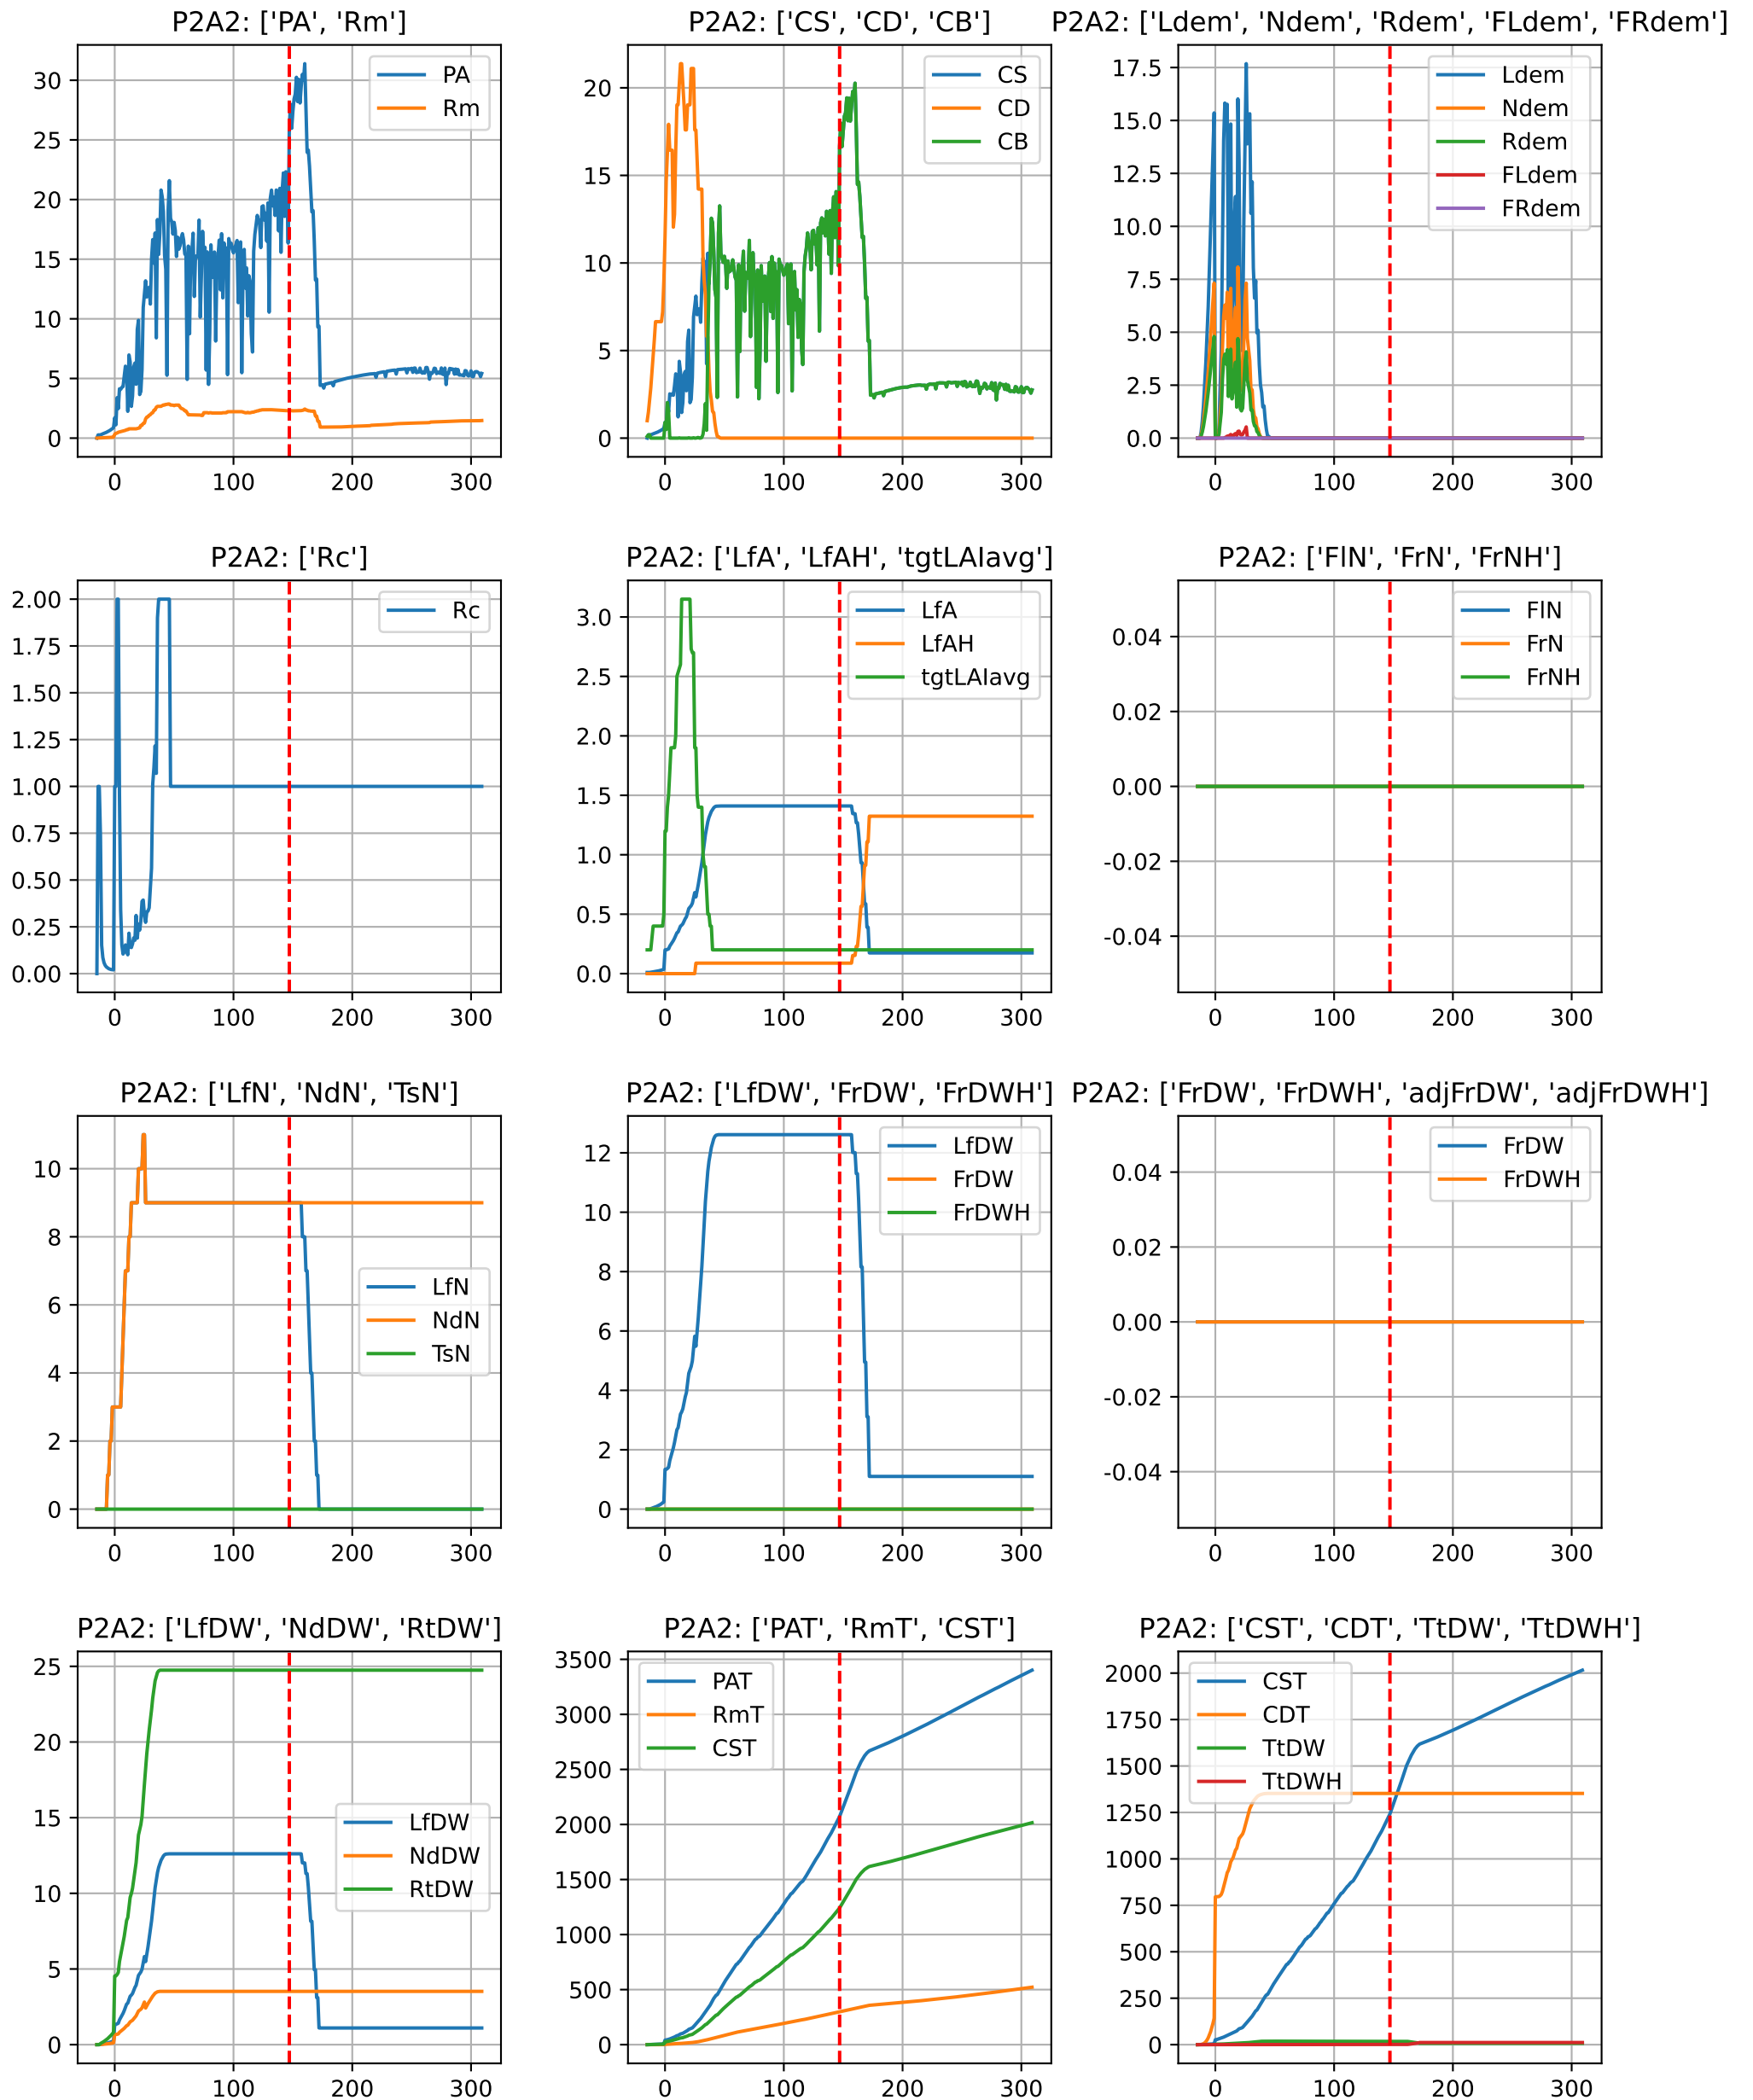 P2A2: ['PA', 'Rm']
30
25
20
15
10
5
0
0 100 200 300
PA
Rm
P2A2: ['CS', 'CD', 'CB']
20
15
10
5
0
0 100 200 300
CS
CD
CB
P2A2: ['Ldem', 'Ndem', 'Rdem', 'FLdem', 'FRdem']
17.5
15.0
12.5
10.0
7.5
5.0
2.5
0.0
0 100 200 300
Ldem
Ndem
Rdem
FLdem
FRdem
P2A2: ['Rc']
2.00
1.75
1.50
1.25
1.00
0.75
0.50
0.25
0.00
0 100 200 300
Rc
P2A2: ['LfA', 'LfAH', 'tgtLAIavg']
3.0
2.5
2.0
1.5
1.0
0.5
0.0
0 100 200 300
LfA
LfAH
tgtLAIavg
P2A2: ['FlN', 'FrN', 'FrNH']
0.04
0.02
0.00
-0.02
-0.04
0 100 200 300
FlN
FrN
FrNH
P2A2: ['LfN', 'NdN', 'TsN']
10
8
6
4
2
0
0 100 200 300
LfN
NdN
TsN
P2A2: ['LfDW', 'FrDW', 'FrDWH']
12
10
8
6
4
2
0
0 100 200 300
LfDW
FrDW
FrDWH
P2A2: ['FrDW', 'FrDWH', 'adjFrDW', 'adjFrDWH']
0.04
0.02
0.00
-0.02
-0.04
0 100 200 300
FrDW
FrDWH
P2A2: ['LfDW', 'NdDW', 'RtDW']
25
20
15
10
5
0
0 100 200 300
LfDW
NdDW
RtDW
P2A2: ['PAT', 'RmT', 'CST']
3500
3000
2500
2000
1500
1000
500
0
0 100 200 300
PAT
RmT
CST
P2A2: ['CST', 'CDT', 'TtDW', 'TtDWH']
2000
1750
1500
1250
1000
750
500
250
0
0 100 200 300
CST
CDT
TtDW
TtDWH